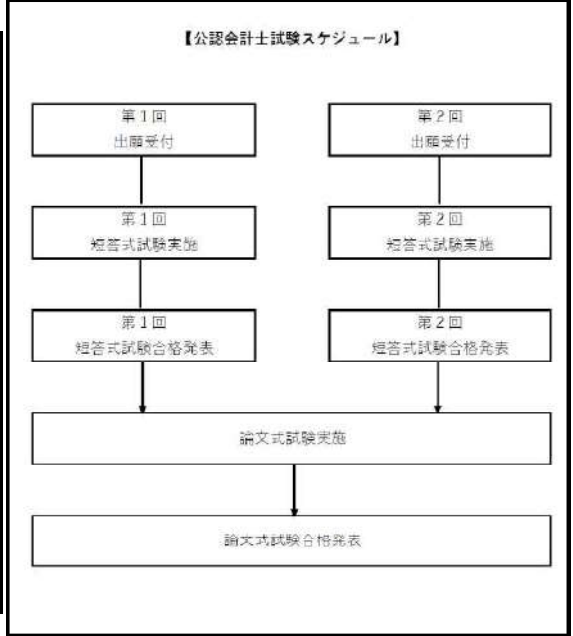 【公認会計士試験スケジュール】
第1回
出願受付
第2回
出願受付
第1回
短答式試験実施
第2回
短答式試験実施
第1回
短答式試験合格発表
第2回
短答式試験合格発表
論文式試験実施
論文式試験合格発表